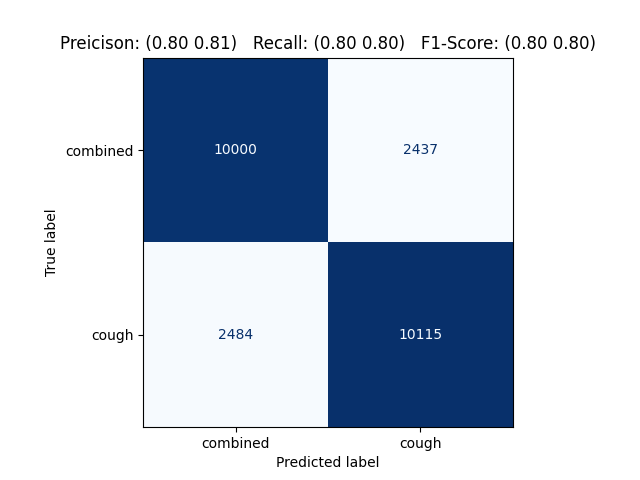 Preicison: (0.80 0.81)   Recall: (0.80 0.80)   F1-Score: (0.80 0.80)
combined
10000
2437
True label
cough
2484
10115
combined
cough
Predicted label